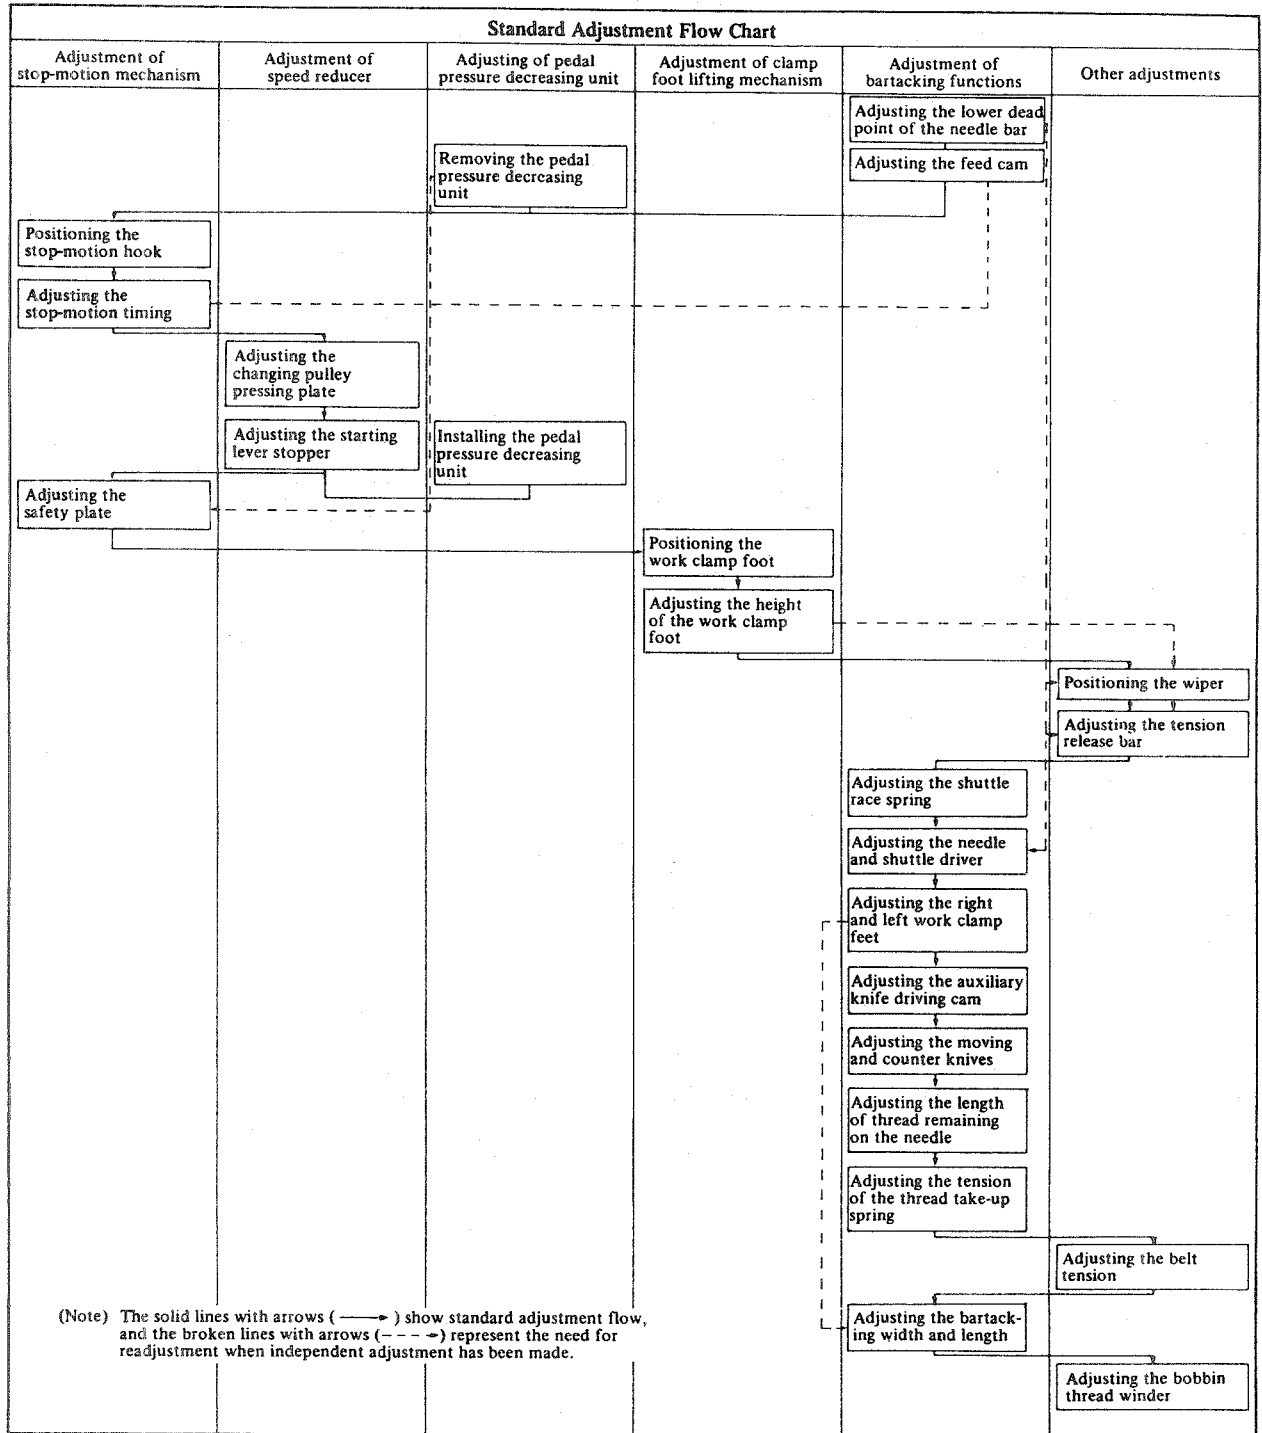 Standard Adjustment Flow Chart
Adjustment of
stop-motion mechanism
Adjustment of
speed reducer
Adjusting of pedal
pressure decreasing unit
Adjustment of clamp
foot lifting mechanism
Adjustment of
bartacking functions
Other adjustments
Adjusting the lower dead
point of the needle bar
Removing the pedal
pressure decreasing
unit
Adjusting the feed cam
Positioning the
stop-motion hook
Adjusting the
stop-motion timing
Adjusting the
changing pulley
pressing plate
Adjusting the starting
lever stopper
Installing the pedal
pressure decreasing
unit
Adjusting the
safety plate
Positioning the
work clamp foot
Adjusting the height
of the work clamp
foot
Positioning the wiper
Adjusting the tension
release bar
Adjusting the shuttle
race spring
Adjusting the needle
and shuttle driver
Adjusting the right
and left work clamp
feet
Adjusting the auxiliary
knife driving cam
Adjusting the moving
and counter knives
Adjusting the length
of thread remaining
on the needle
Adjusting the tension
of the thread take-up
spring
Adjusting the belt
tension
Adjusting the bartack-
ing width and length
Adjusting the bobbin
thread winder
(Note) The solid lines with arrows ( ) show standard adjustment flow,
and the broken lines with arrows ( ) represent the need for
readjustment when independent adjustment has been made.